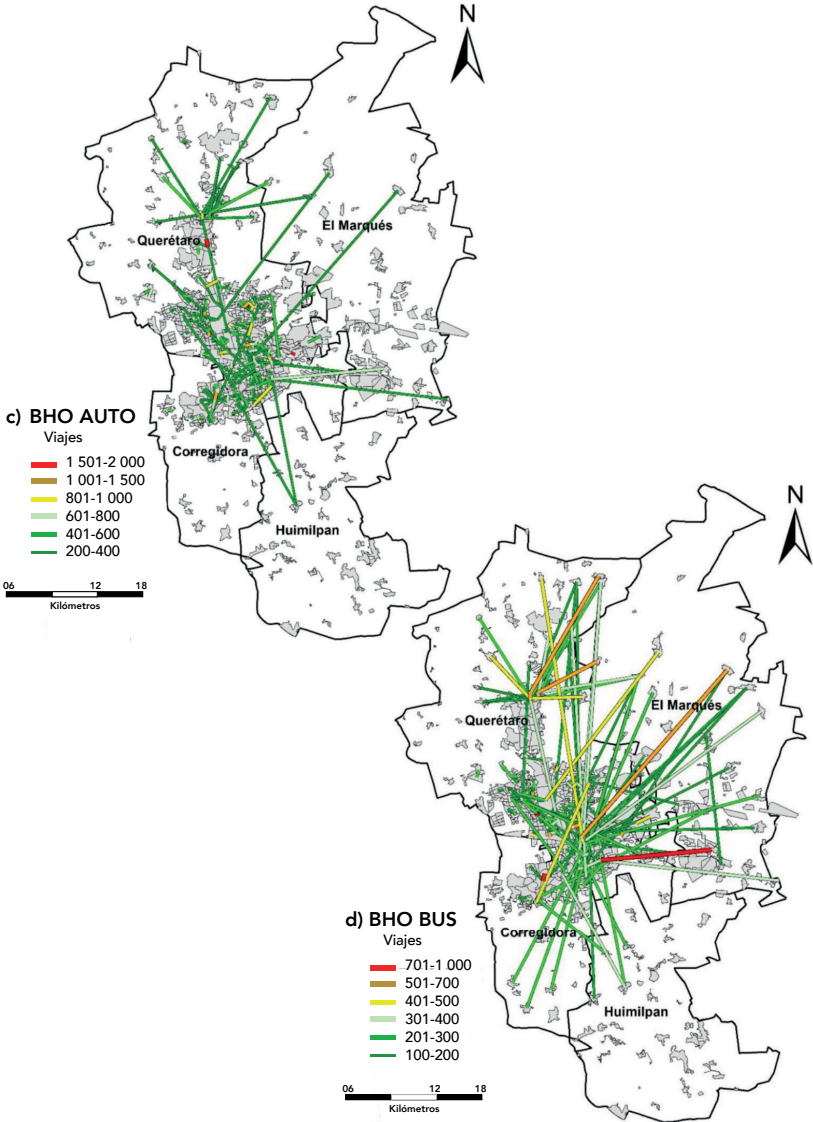 N
El Marqués
Querétaro
c) BHO AUTO
Viajes
Corregidora
1 501-2 000
1 001-1 500
801-1 000
601-800
401-600
200-400
Huimilpan
06 12 18
Kilómetros
N
El Marqués
Querétaro
d) BHO BUS
Viajes
Corregidora
701-1 000
501-700
401-500
301-400
201-300
100-200
Huimilpan
06 12 18
Kilómetros